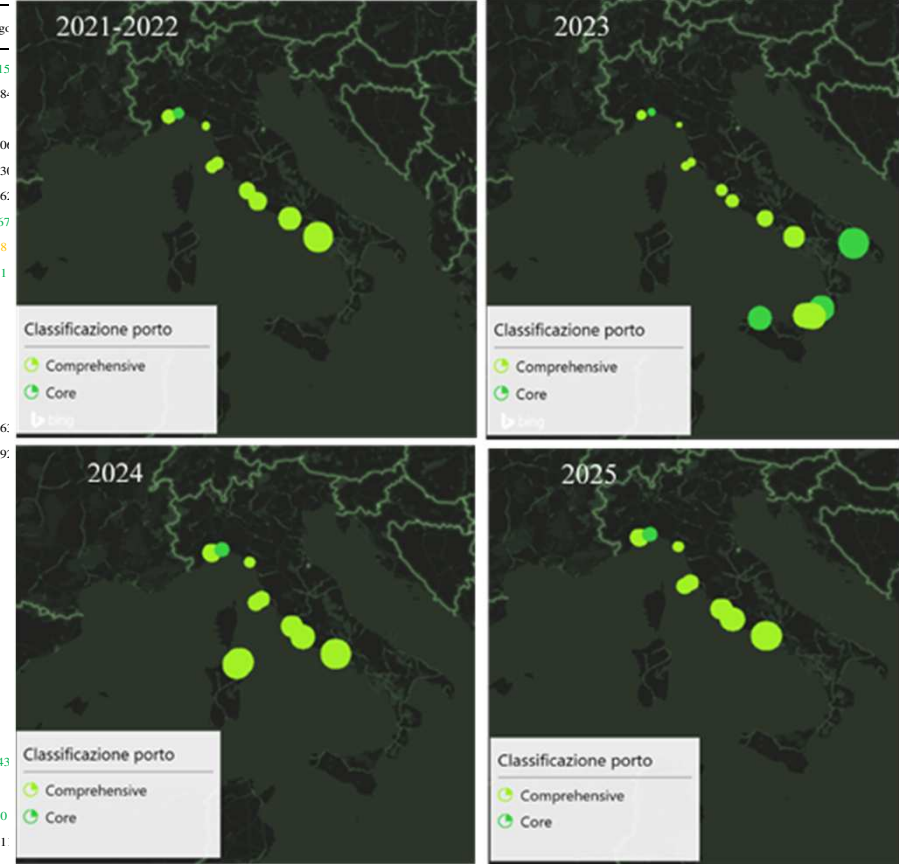 2021-2022
Classificazione porto
Comprehensive
Core
bing
2023
Classificazione porto
Comprehensive
Core
bing
2024
Classificazione porto
Comprehensive
Core
2025
Classificazione porto
Comprehensive
Core